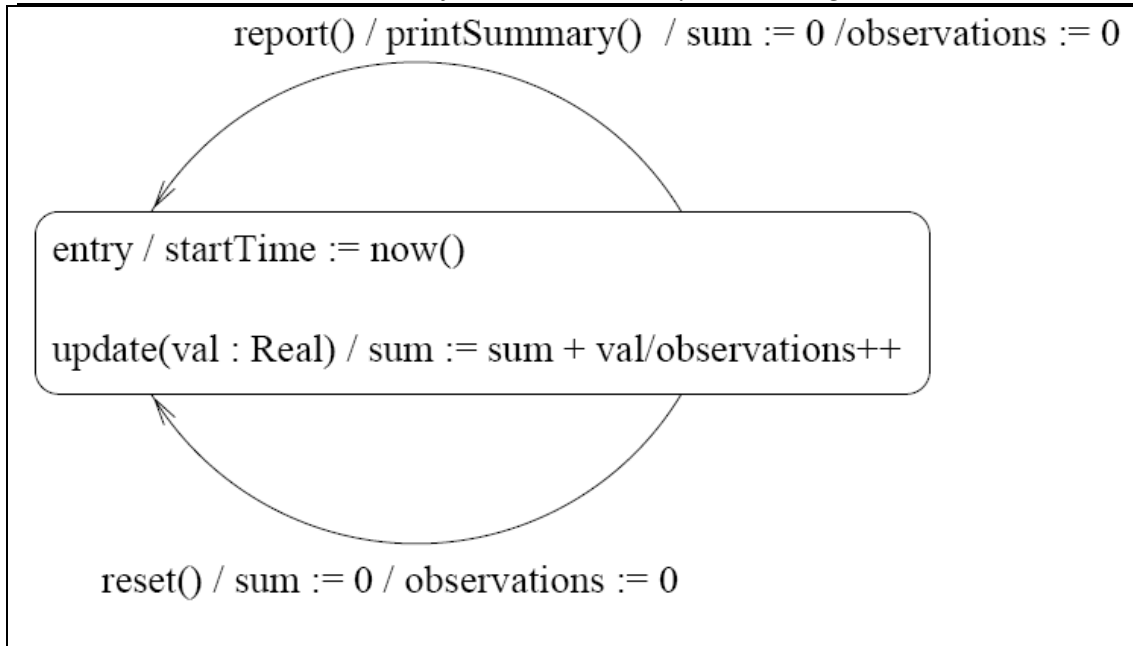 report() / printSummary()  / sum := 0 /observations := 0
entry / startTime := now()
update(val : Real) / sum := sum + val/observations++
reset() / sum := 0 / observations := 0